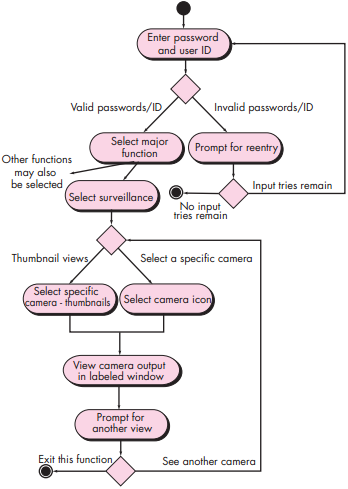 Enter password
and user ID
Valid passwords/ID
Invalid passwords/ID
Select major
function
Prompt for reentry
Other functions
may also
be selected
Input tries remain
Select surveillance
No input
tries remain
Thumbnail views
Select a specific camera
Select specific
camera - thumbnails
Select camera icon
View camera output
in labeled window
Prompt for
another view
Exit this function
See another camera